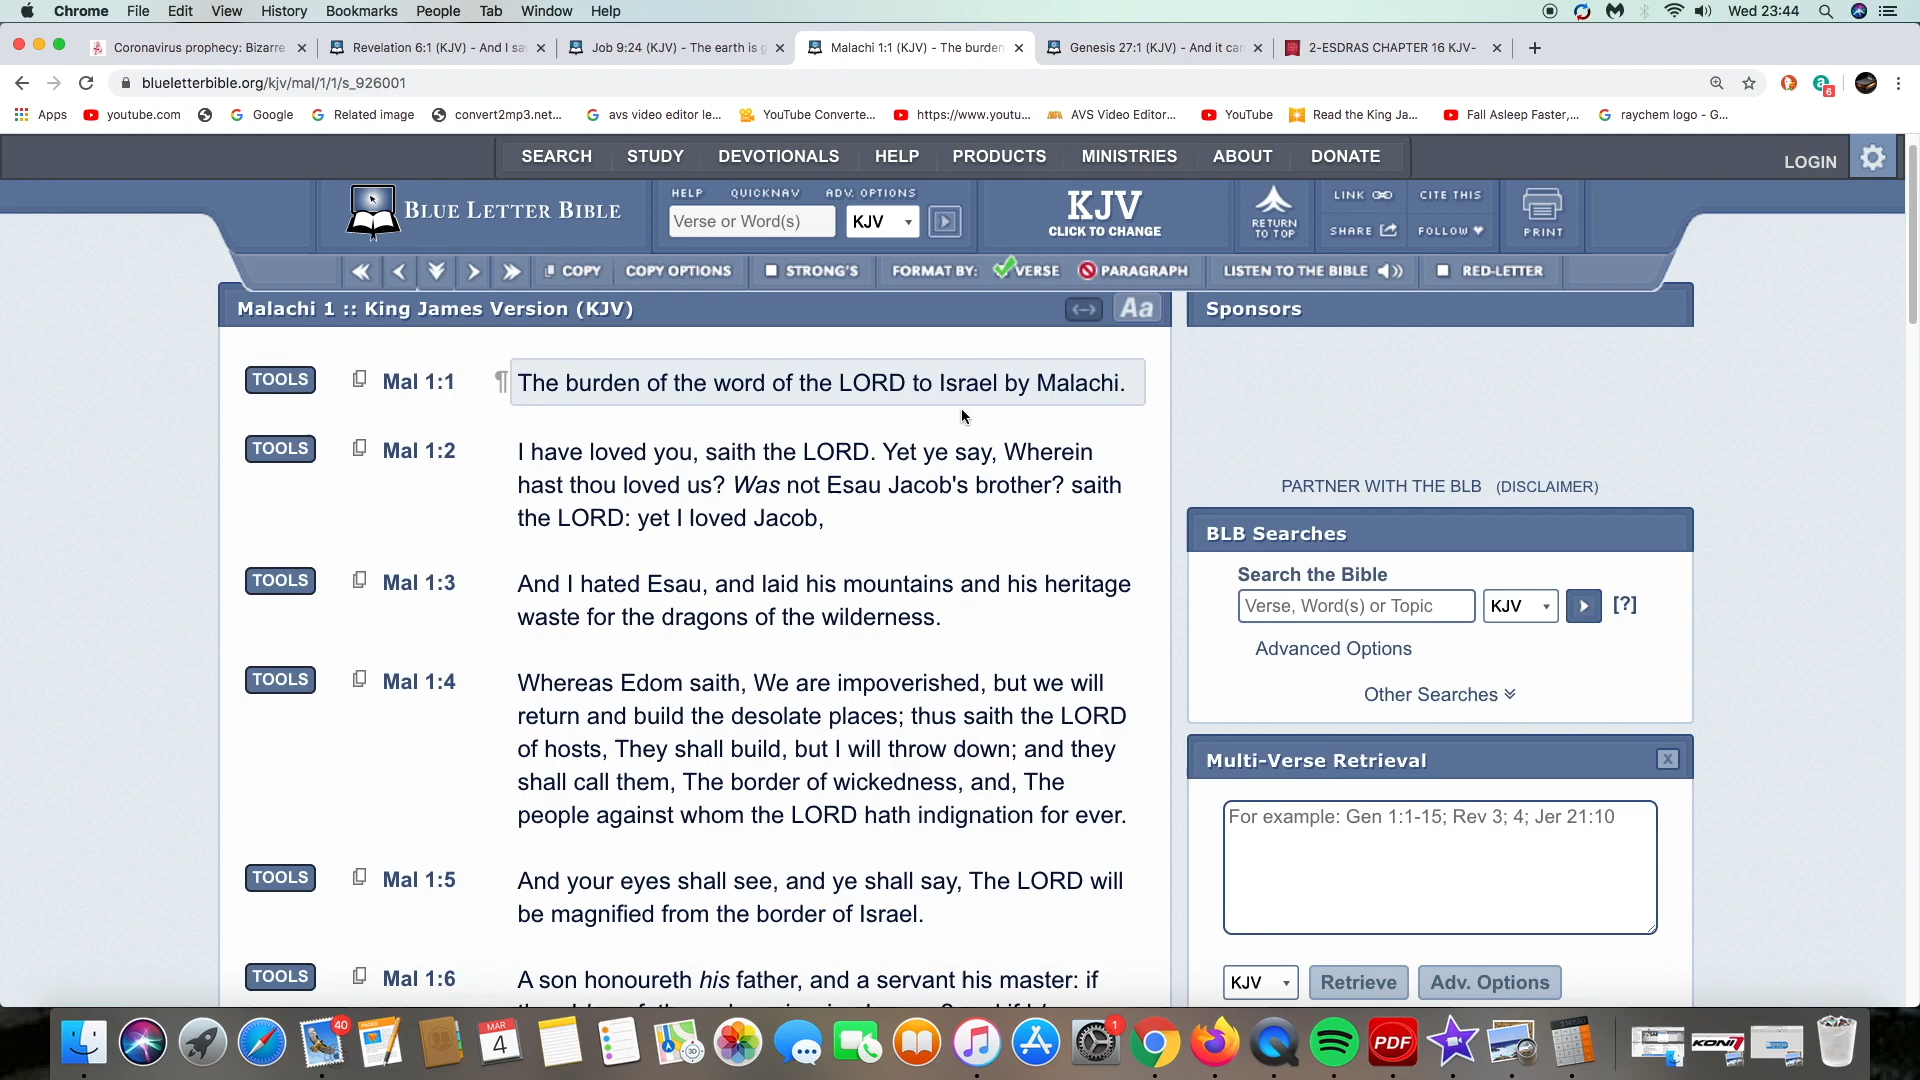 Chrome File Edit View History Bookmarks People Tab Window Help Wed 23:44
Coronavirus prophecy: Bizarre Revelation 6:1 (KJV) - And I sa Job 9:24 (KJV) - The earth is g Malachi 1:1 (KJV) - The burden Genesis 27:1 (KJV) - And it ca 2-ESDRAS CHAPTER 16 KJV-
blueletterbible.org/kjv/mal/1/1/s_926001
6
Apps youtube.com Google Related image convert2mp3.net... avs video editor le... YouTube Converte... https://www.youtu... AVS Video Editor... YouTube Read the King Ja... Fall Asleep Faster,... raychem logo - G...
SEARCH STUDY DEVOTIONALS HELP PRODUCTS MINISTRIES ABOUT DONATE LOGIN
HELP QUICKNAV ADV. OPTIONS
BLUE LETTER BIBLE
Verse or Word(s) KJV
KJV
CLICK TO CHANGE
RETURN
TO TOP
LINK CITE THIS
SHARE FOLLOW
PRINT
COPY COPY OPTIONS STRONG'S FORMAT BY: VERSE PARAGRAPH LISTEN TO THE BIBLE RED-LETTER
Malachi 1 :: King James Version (KJV) Aa
TOOLS Mal 1:1 ¶ The burden of the word of the LORD to Israel by Malachi.
TOOLS Mal 1:2 I have loved you, saith the LORD. Yet ye say, Wherein
hast thou loved us? Was not Esau Jacob's brother? saith
the LORD: yet I loved Jacob,
TOOLS Mal 1:3 And I hated Esau, and laid his mountains and his heritage
waste for the dragons of the wilderness.
TOOLS Mal 1:4 Whereas Edom saith, We are impoverished, but we will
return and build the desolate places; thus saith the LORD
of hosts, They shall build, but I will throw down; and they
shall call them, The border of wickedness, and, The
people against whom the LORD hath indignation for ever.
TOOLS Mal 1:5 And your eyes shall see, and ye shall say, The LORD will
be magnified from the border of Israel.
TOOLS Mal 1:6 A son honoureth his father, and a servant his master: if
Sponsors
PARTNER WITH THE BLB (DISCLAIMER)
BLB Searches
Search the Bible
Verse, Word(s) or Topic KJV [?]
Advanced Options
Other Searches
Multi-Verse Retrieval X
For example: Gen 1:1-15; Rev 3; 4; Jer 21:10
KJV Retrieve Adv. Options
40
PAGES
MAR
4
3D
1
PDF
KONI